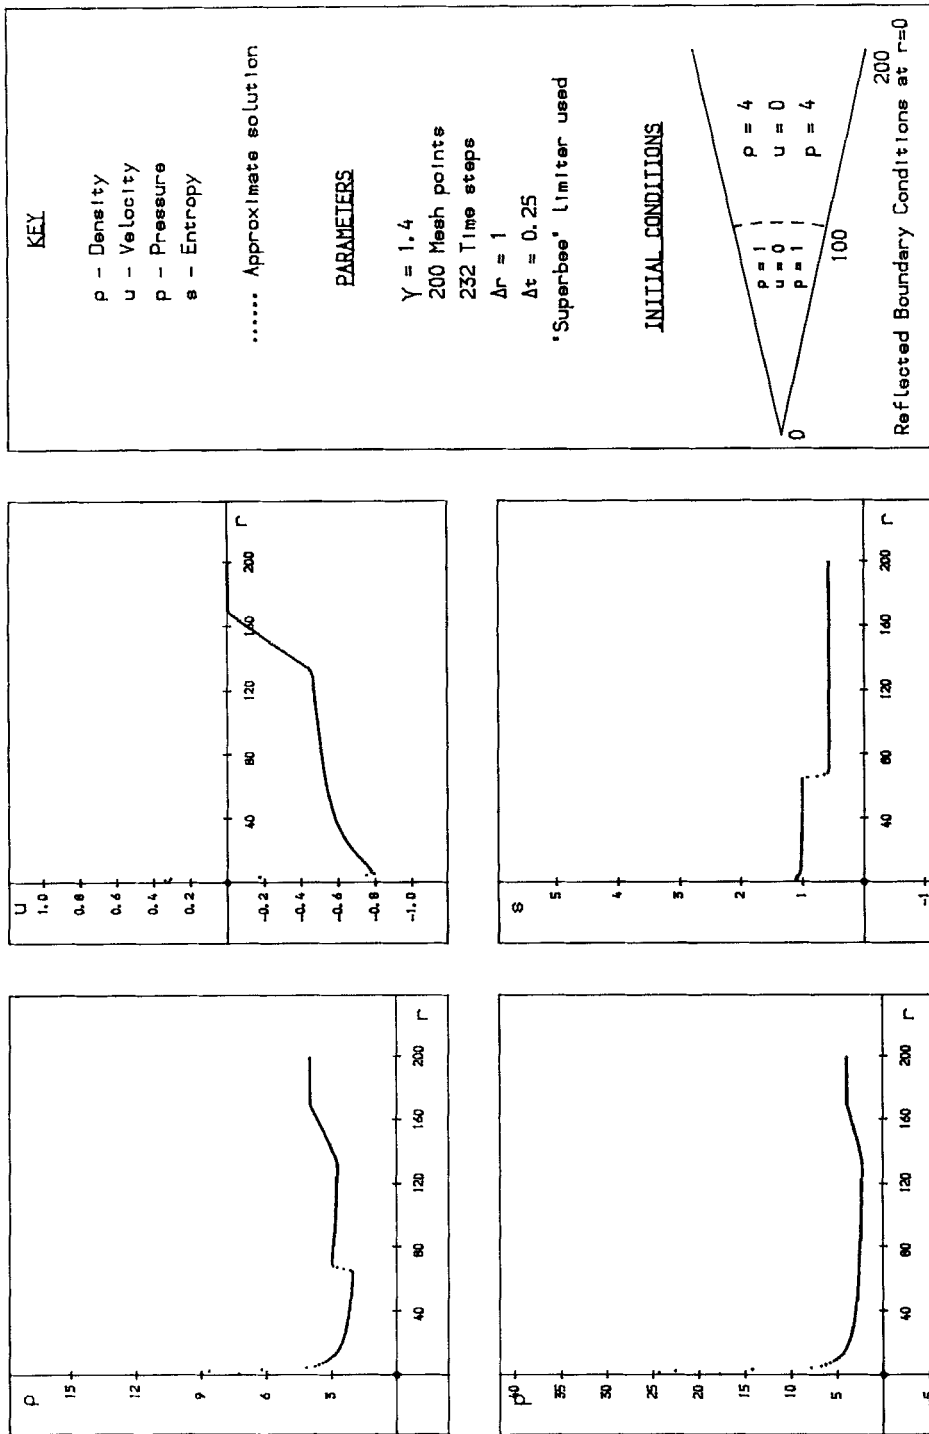 ρ
15
12
9
6
3
40 80 120 160 200 r
u
1.0
0.8
0.6
0.4
0.2
-0.2
-0.4
-0.6
-0.8
-1.0
40 80 120 160 200 r
p
40
35
30
25
20
15
10
5
-5
40 80 120 160 200 r
s
5
4
3
2
1
-1
40 80 120 160 200 r
KEY
ρ - Density
u - Velocity
p - Pressure
s - Entropy
...... Approximate solution
PARAMETERS
γ = 1.4
200 Mesh points
232 Time steps
Δr = 1
Δt = 0.25
'Superbee' limiter used
INITIAL CONDITIONS
ρ = 1
u = 0
p = 1
ρ = 4
u = 0
p = 4
0
100
200
Reflected Boundary Conditions at r=0